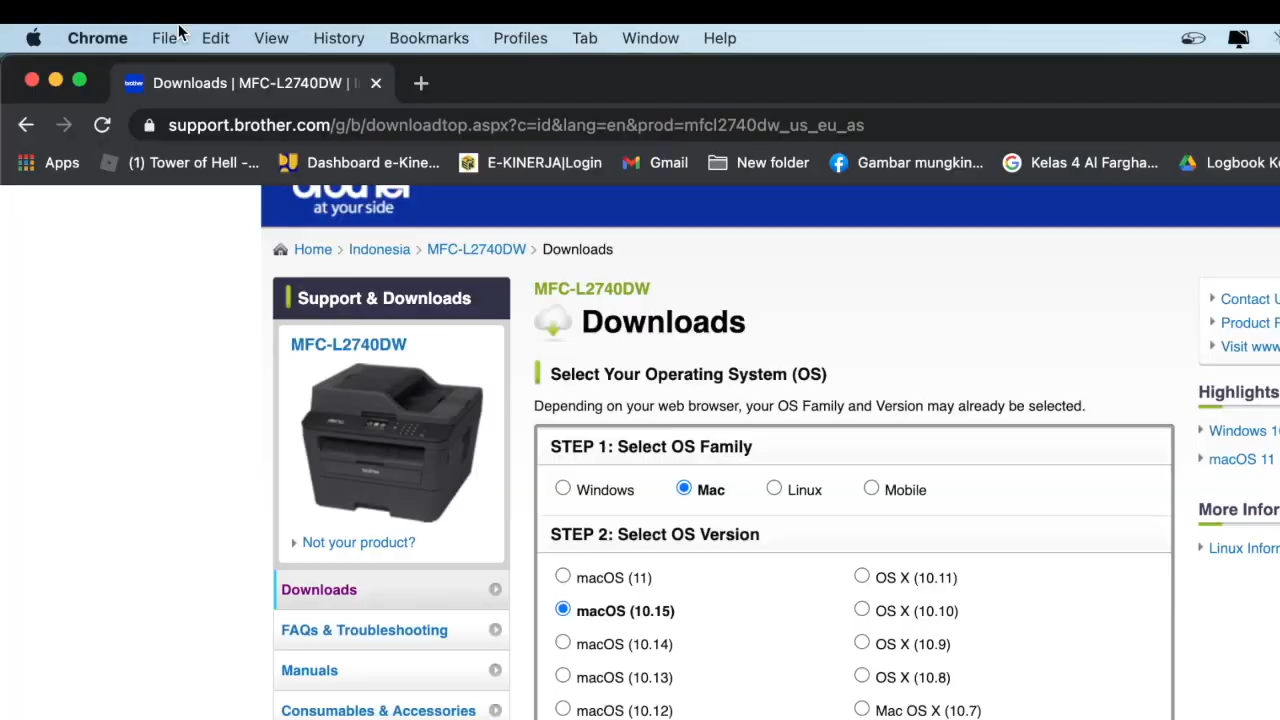 Chrome File Edit View History Bookmarks Profiles Tab Window Help
Downloads | MFC-L2740DW |
support.brother.com/g/b/downloadtop.aspx?c=id&lang=en&prod=mfcl2740dw_us_eu_as
Apps (1) Tower of Hell -... Dashboard e-Kine... E-KINERJA|Login Gmail New folder Gambar mungkin... Kelas 4 Al Fargha... Logbook
brother
at your side
Home > Indonesia > MFC-L2740DW > Downloads
Support & Downloads
MFC-L2740DW
Not your product?
Downloads
FAQs & Troubleshooting
Manuals
Consumables & Accessories
MFC-L2740DW
Downloads
Select Your Operating System (OS)
Depending on your web browser, your OS Family and Version may already be selected.
STEP 1: Select OS Family
Windows Mac Linux Mobile
STEP 2: Select OS Version
macOS (11) OS X (10.11)
macOS (10.15) OS X (10.10)
macOS (10.14) OS X (10.9)
macOS (10.13) OS X (10.8)
macOS (10.12) Mac OS X (10.7)
Contact
Product
Visit www
Highlights
Windows 1
macOS 11
More Infor
Linux Inforr